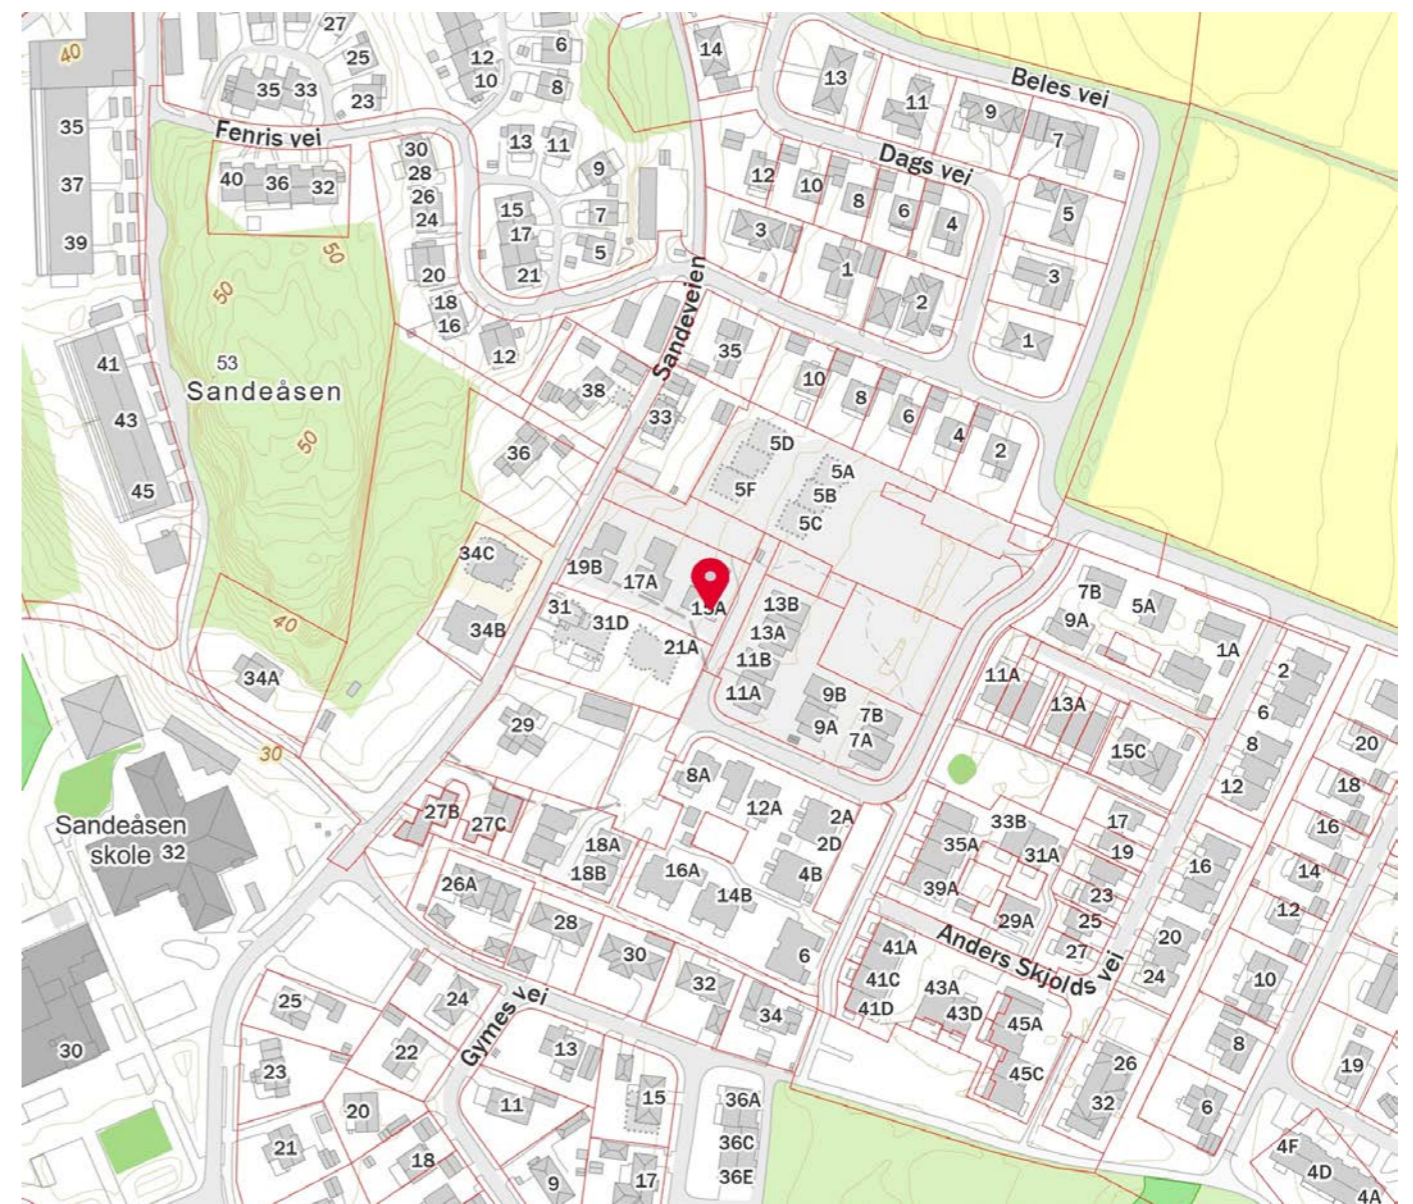 27
40
25
12
10
6
8
35
33
23
14
13
11
9
7
Beles vei
35
Fenris vei
30
28
26
24
13
11
9
Dags vei
12
10
8
6
4
5
37
40
36
32
15
17
21
7
5
3
1
2
3
1
39
50
50
20
18
16
12
Sandeveien
53
Sandeåsen
41
43
45
50
38
35
33
10
8
6
4
2
36
5D
5F
5A
5B
5C
34C
19B
17A
34B
31
31D
21A
13B
13A
11B
11A
9B
9A
7B
7A
7B
9A
5A
1A
2
6
11A
13A
15C
8
12
20
18
16
14
12
40
34A
30
29
8A
12A
2A
2D
27B
27C
18A
18B
16A
14B
4B
6
33B
35A
31A
39A
17
19
23
25
27
29A
16
20
24
Sandeåsen
skole 32
26A
28
30
32
34
41A
41C
41D
Anders Skjolds vei
43A
43D
45A
45C
10
8
6
19
26
32
30
25
24
Gymes vei
23
22
20
21
18
13
11
9
15
17
36A
36C
36E
4F
4D
4A